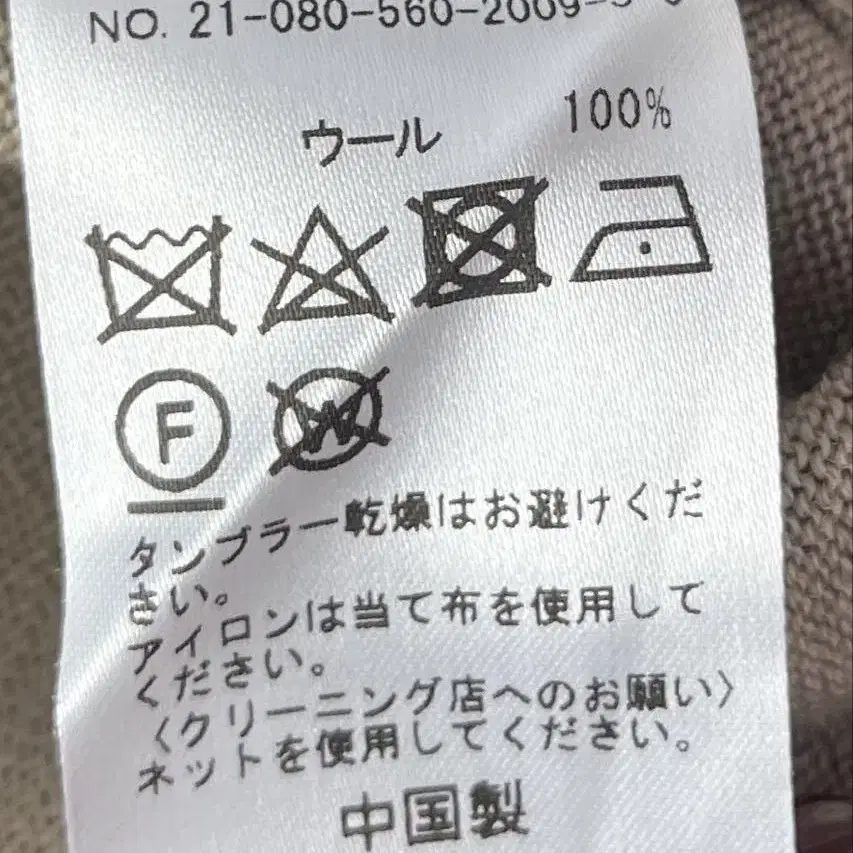 NO. 21-080-560-2009
ウール 100%
F
W
タンブラー乾燥はお避けくだ
さい。
アイロンは当て布を使用して
ください。
〈クリーニング店へのお願い〉
ネットを使用してください。
中国製